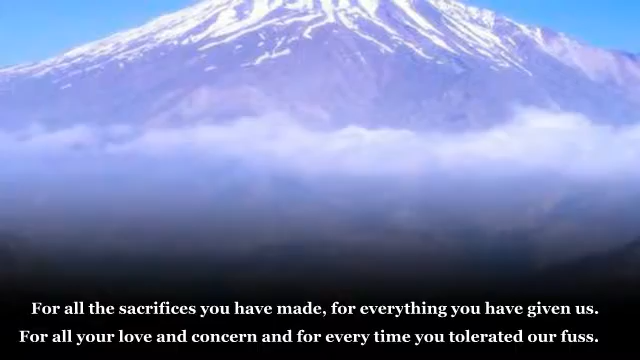 For all the sacrifices you have made, for everything you have given us.
For all your love and concern and for every time you tolerated our fuss.